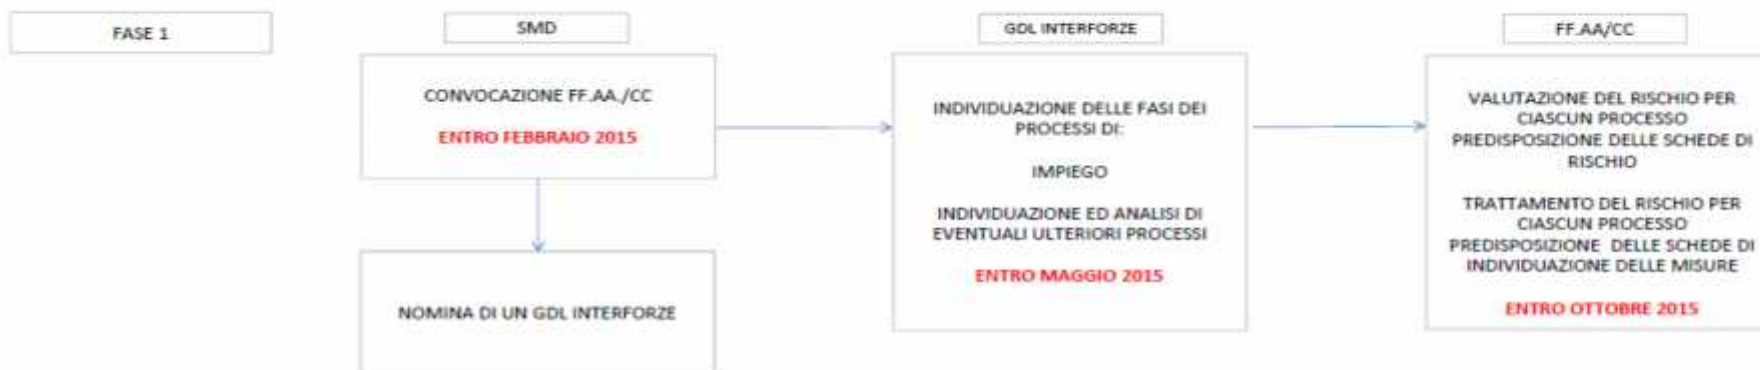 FASE 1
SMD
CONVOCAZIONE FF.AA./CC
ENTRO FEBBRAIO 2015
NOMINA DI UN GDL INTERFORZE
GDL INTERFORZE
INDIVIDUAZIONE DELLE FASI DEI
PROCESSI DI:
IMPIEGO
INDIVIDUAZIONE ED ANALISI DI
EVENTUALI ULTERIORI PROCESSI
ENTRO MAGGIO 2015
FF.AA/CC
VALUTAZIONE DEL RISCHIO PER
CIASCUN PROCESSO
PREDISPOSIZIONE DELLE SCHEDE DI
RISCHIO
TRATTAMENTO DEL RISCHIO PER
CIASCUN PROCESSO
PREDISPOSIZIONE DELLE SCHEDE DI
INDIVIDUAZIONE DELLE MISURE
ENTRO OTTOBRE 2015